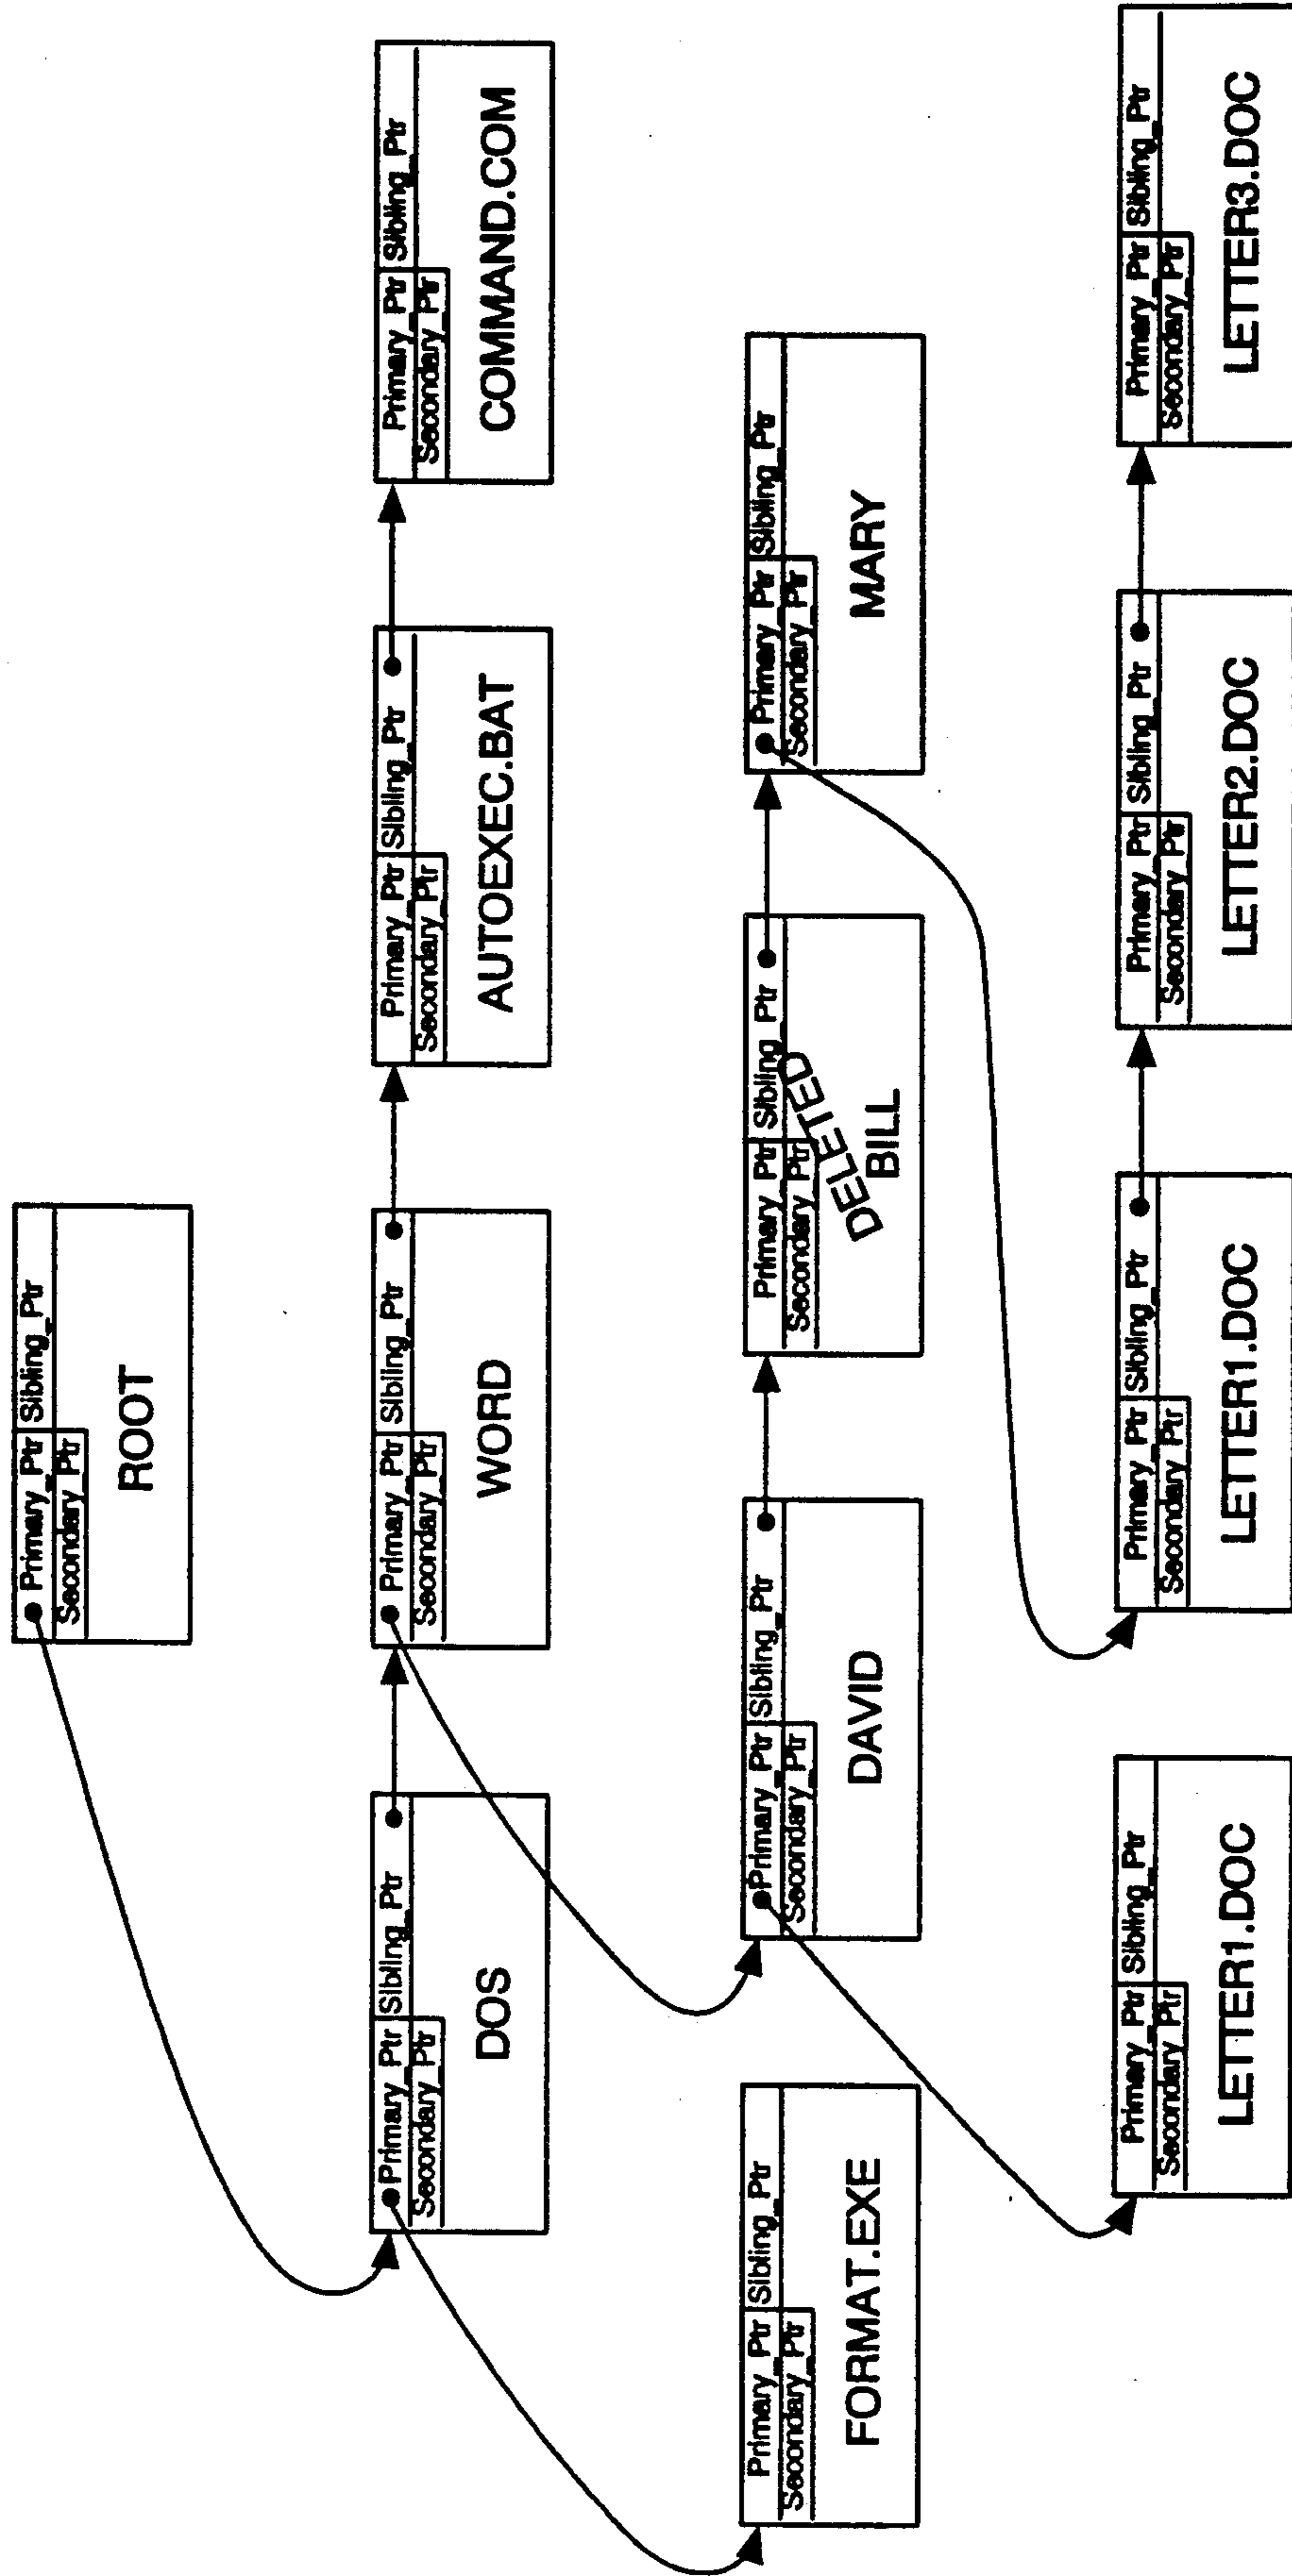 Primary_Ptr Sibling_Ptr
Secondary_Ptr
ROOT
Primary_Ptr Sibling_Ptr
Secondary_Ptr
DOS
Primary_Ptr Sibling_Ptr
Secondary_Ptr
WORD
Primary_Ptr Sibling_Ptr
Secondary_Ptr
AUTOEXEC.BAT
Primary_Ptr Sibling_Ptr
Secondary_Ptr
COMMAND.COM
Primary_Ptr Sibling_Ptr
Secondary_Ptr
FORMAT.EXE
Primary_Ptr Sibling_Ptr
Secondary_Ptr
DAVID
Primary_Ptr Sibling_Ptr
Secondary_Ptr
DELETED
BILL
Primary_Ptr Sibling_Ptr
Secondary_Ptr
MARY
Primary_Ptr Sibling_Ptr
Secondary_Ptr
LETTER1.DOC
Primary_Ptr Sibling_Ptr
Secondary_Ptr
LETTER1.DOC
Primary_Ptr Sibling_Ptr
Secondary_Ptr
LETTER2.DOC
Primary_Ptr Sibling_Ptr
Secondary_Ptr
LETTER3.DOC